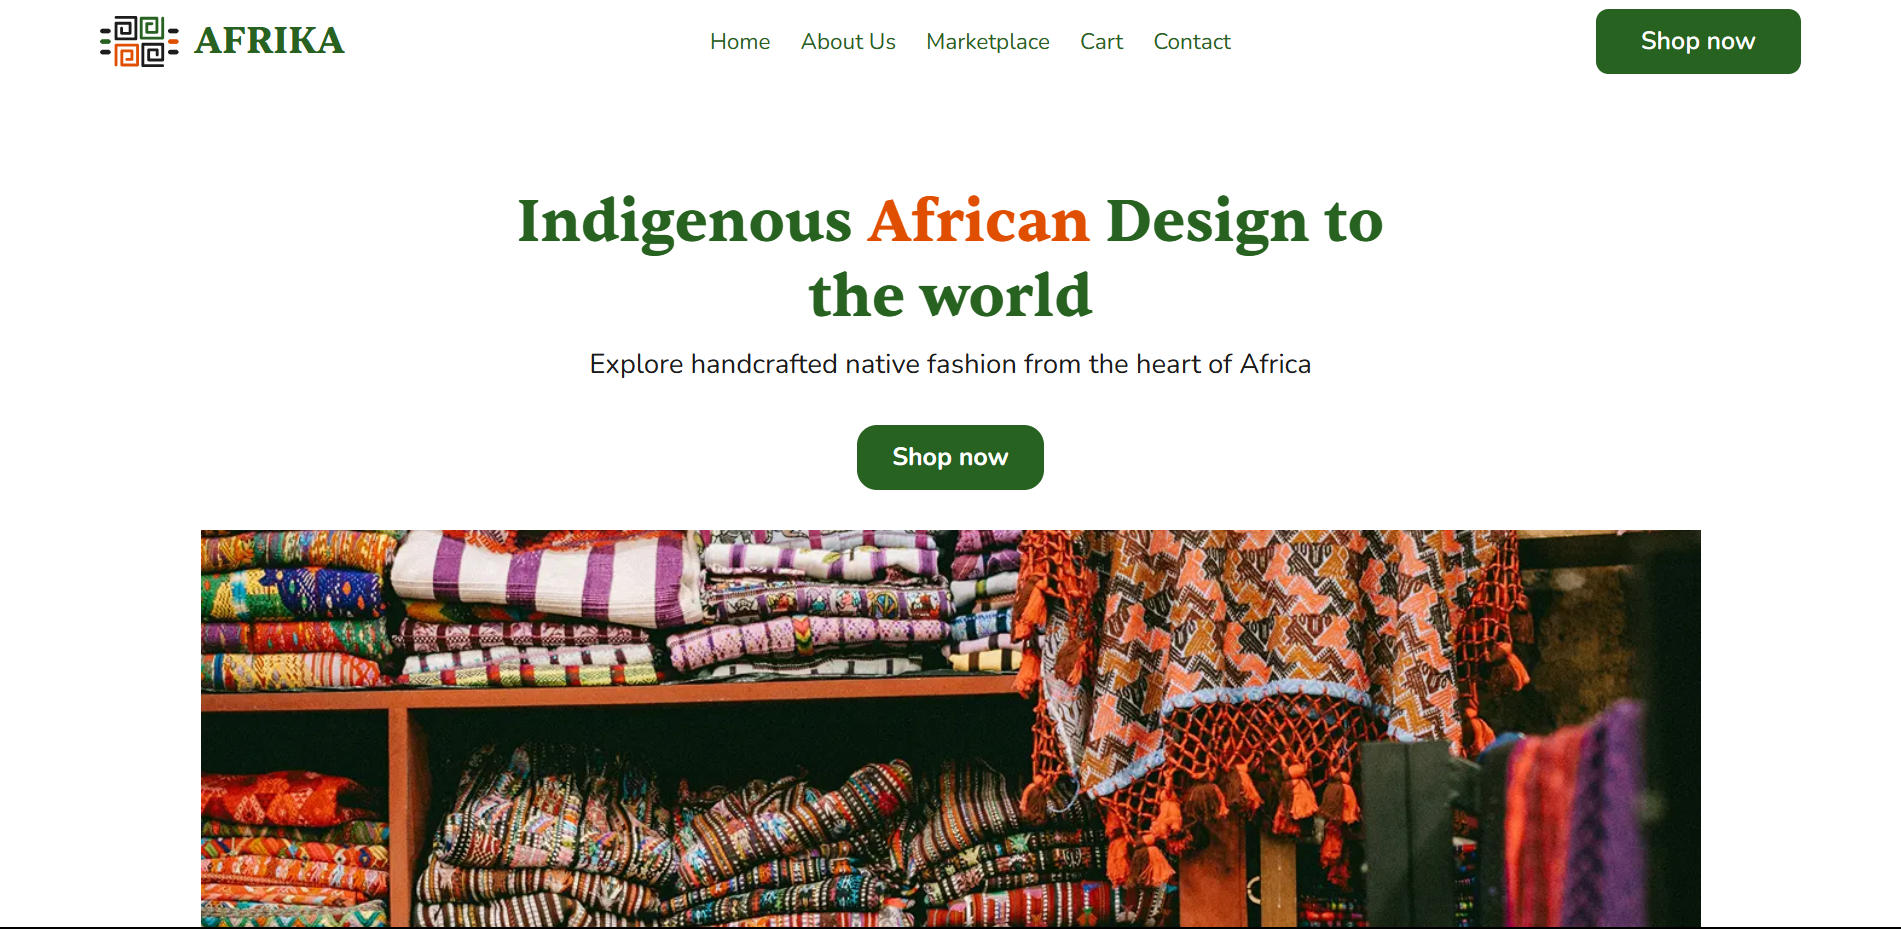 AFRIKA
Home About Us Marketplace Cart Contact
Shop now
Indigenous African Design to
the world
Explore handcrafted native fashion from the heart of Africa
Shop now